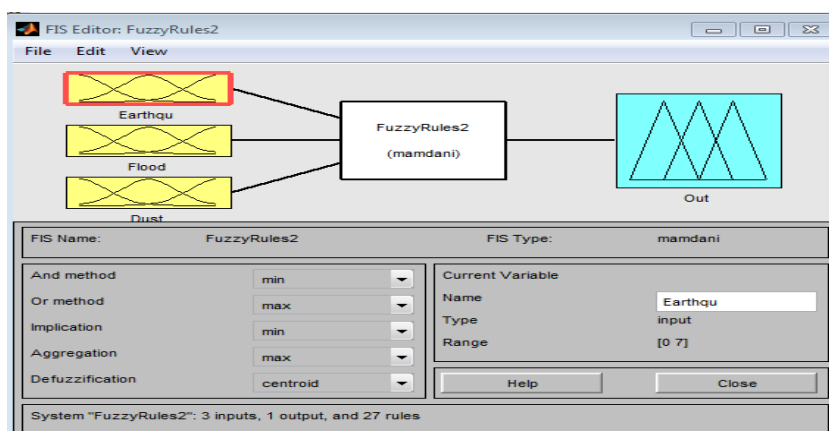 FIS Editor: FuzzyRules2
File Edit View
Earthqu
Flood
Dust
FuzzyRules2
(mamdani)
Out
FIS Name: FuzzyRules2 FIS Type: mamdani
And method min
Or method max
Implication min
Aggregation max
Defuzzification centroid
Current Variable
Name Earthqu
Type input
Range [0 7]
Help Close
System "FuzzyRules2": 3 inputs, 1 output, and 27 rules